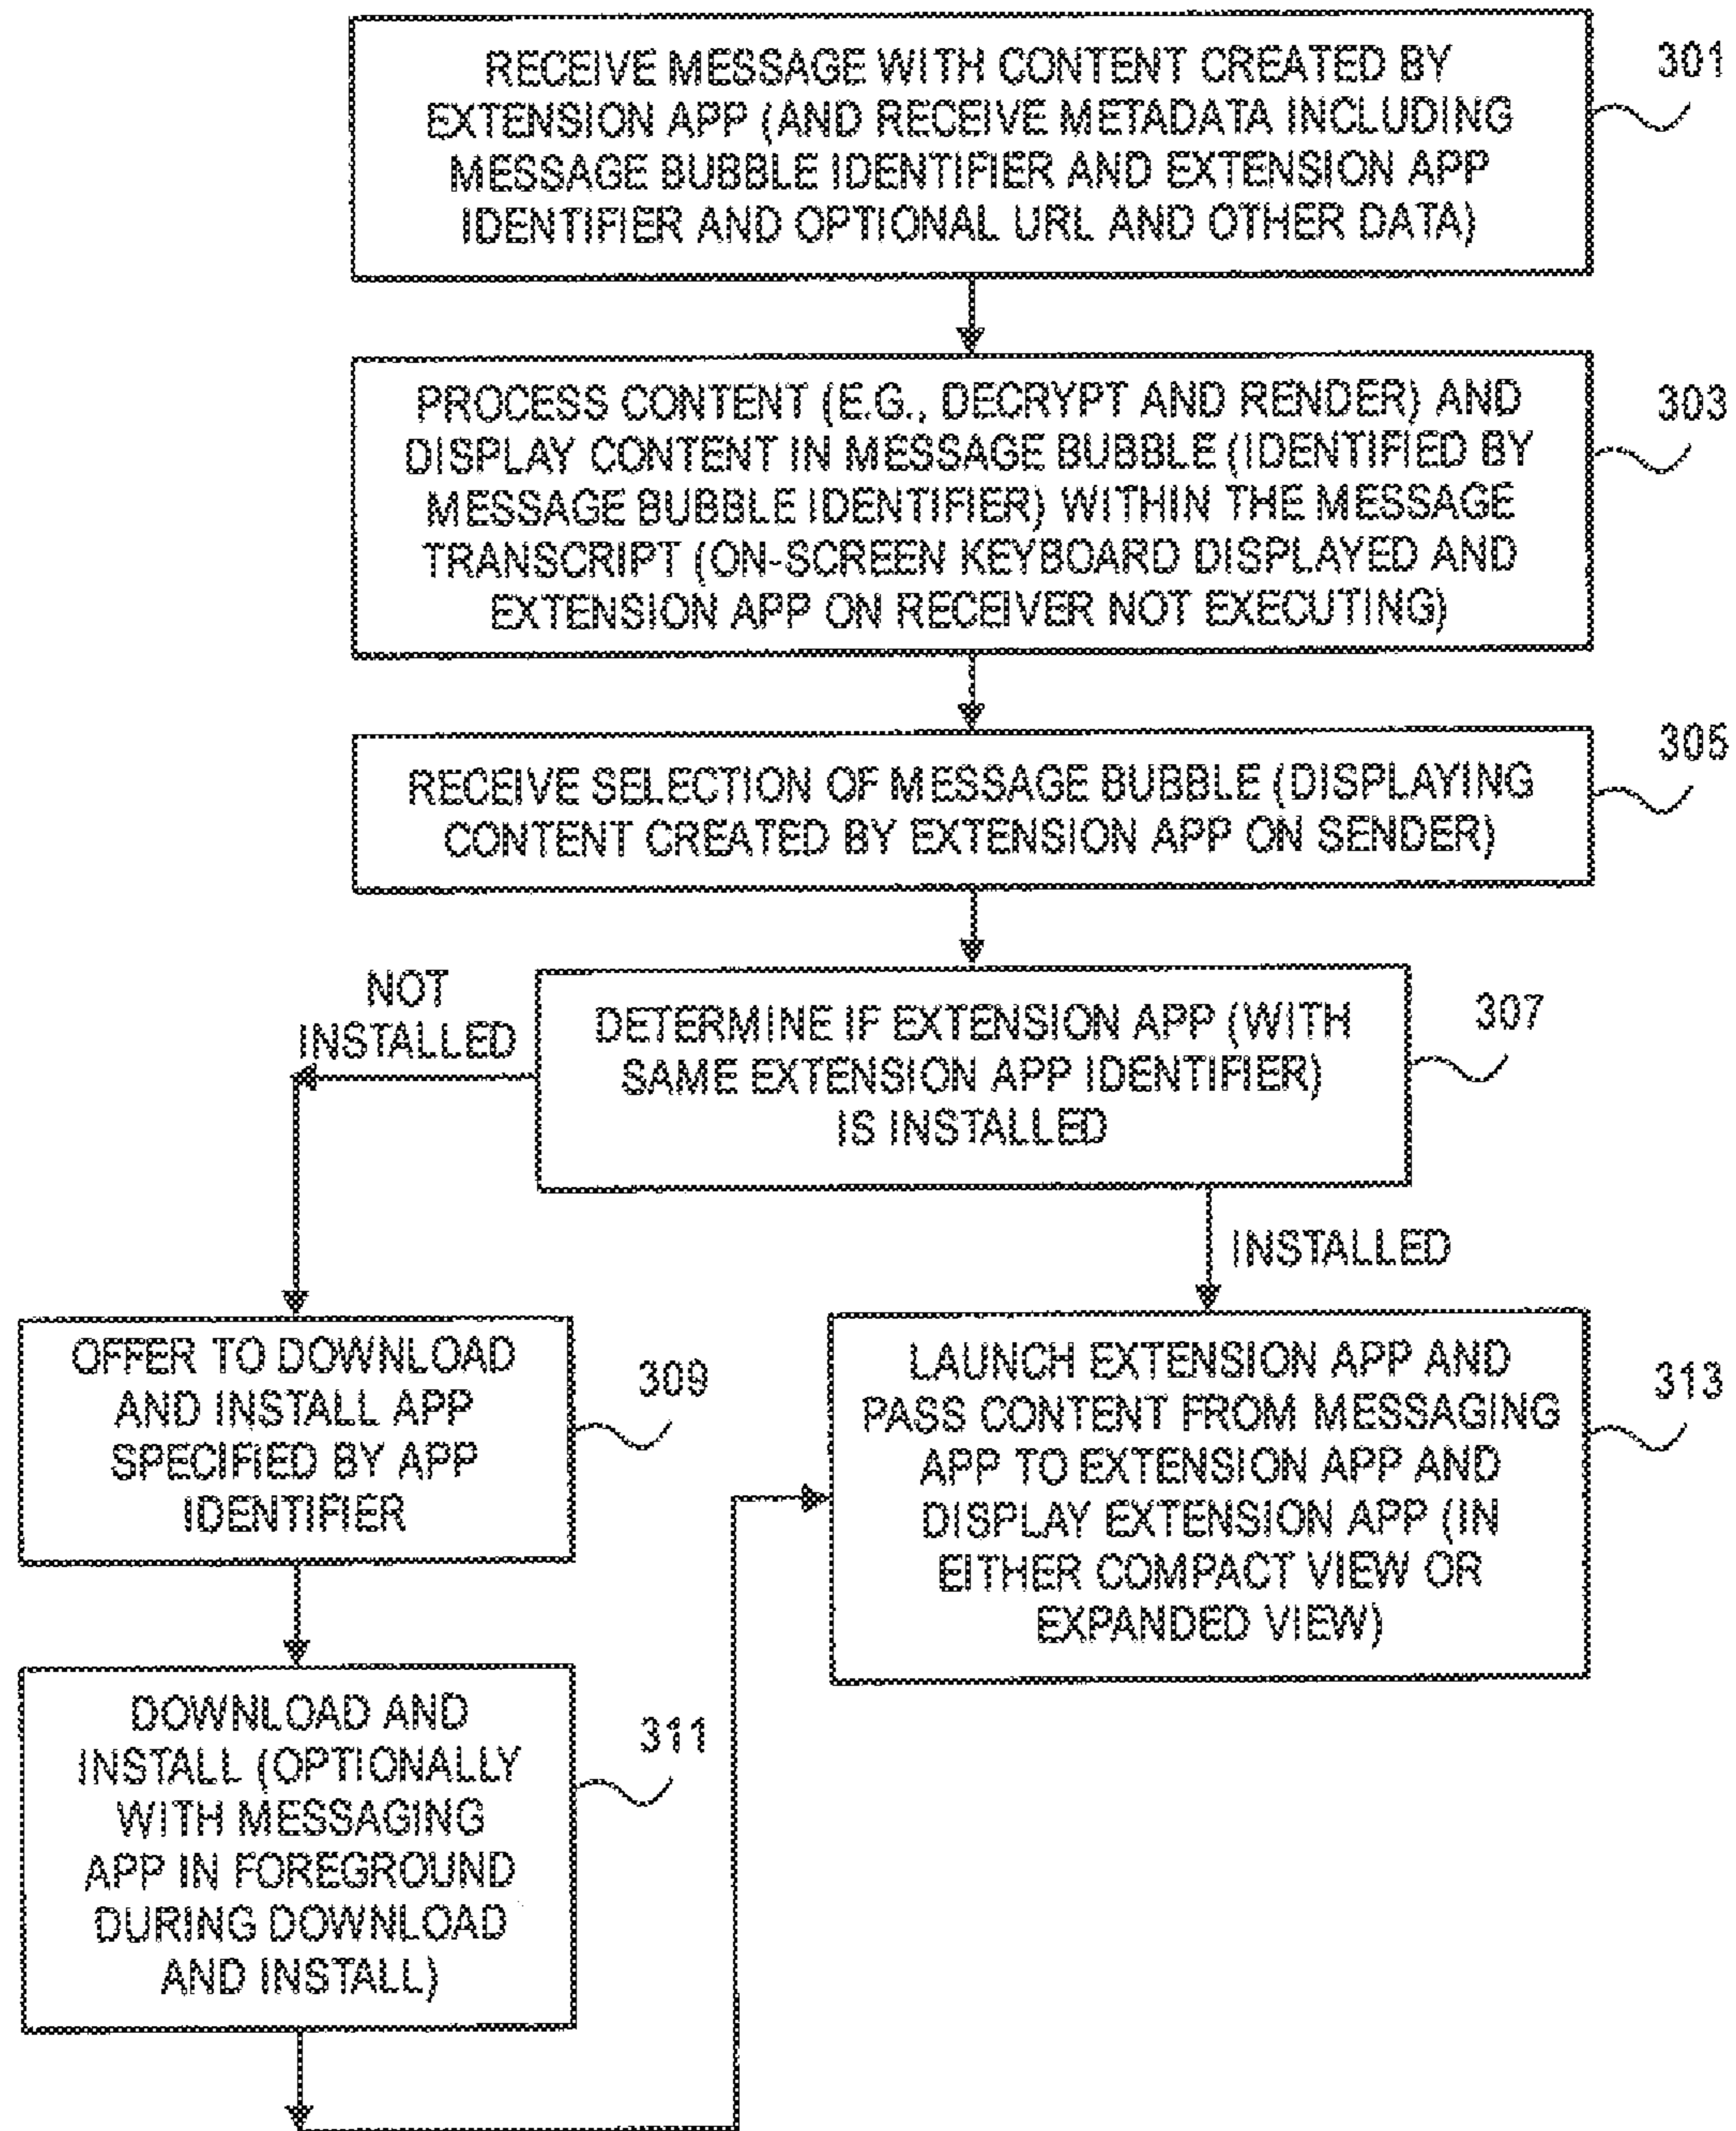 RECEIVE MESSAGE WITH CONTENT CREATED BY
EXTENSION APP (AND RECEIVE METADATA INCLUDING
MESSAGE BUBBLE IDENTIFIER AND EXTENSION APP
IDENTIFIER AND OPTIONAL URL AND OTHER DATA)
301
PROCESS CONTENT (E.G., DECRYPT AND RENDER) AND
DISPLAY CONTENT IN MESSAGE BUBBLE (IDENTIFIED BY
MESSAGE BUBBLE IDENTIFIER) WITHIN THE MESSAGE
TRANSCRIPT (ON-SCREEN KEYBOARD DISPLAYED AND
EXTENSION APP ON RECEIVER NOT EXECUTING)
303
RECEIVE SELECTION OF MESSAGE BUBBLE (DISPLAYING
CONTENT CREATED BY EXTENSION APP ON SENDER)
305
NOT
INSTALLED
DETERMINE IF EXTENSION APP (WITH
SAME EXTENSION APP IDENTIFIER)
IS INSTALLED
307
INSTALLED
OFFER TO DOWNLOAD
AND INSTALL APP
SPECIFIED BY APP
IDENTIFIER
309
LAUNCH EXTENSION APP AND
PASS CONTENT FROM MESSAGING
APP TO EXTENSION APP AND
DISPLAY EXTENSION APP (IN
EITHER COMPACT VIEW OR
EXPANDED VIEW)
313
DOWNLOAD AND
INSTALL (OPTIONALLY
WITH MESSAGING
APP IN FOREGROUND
DURING DOWNLOAD
AND INSTALL)
311